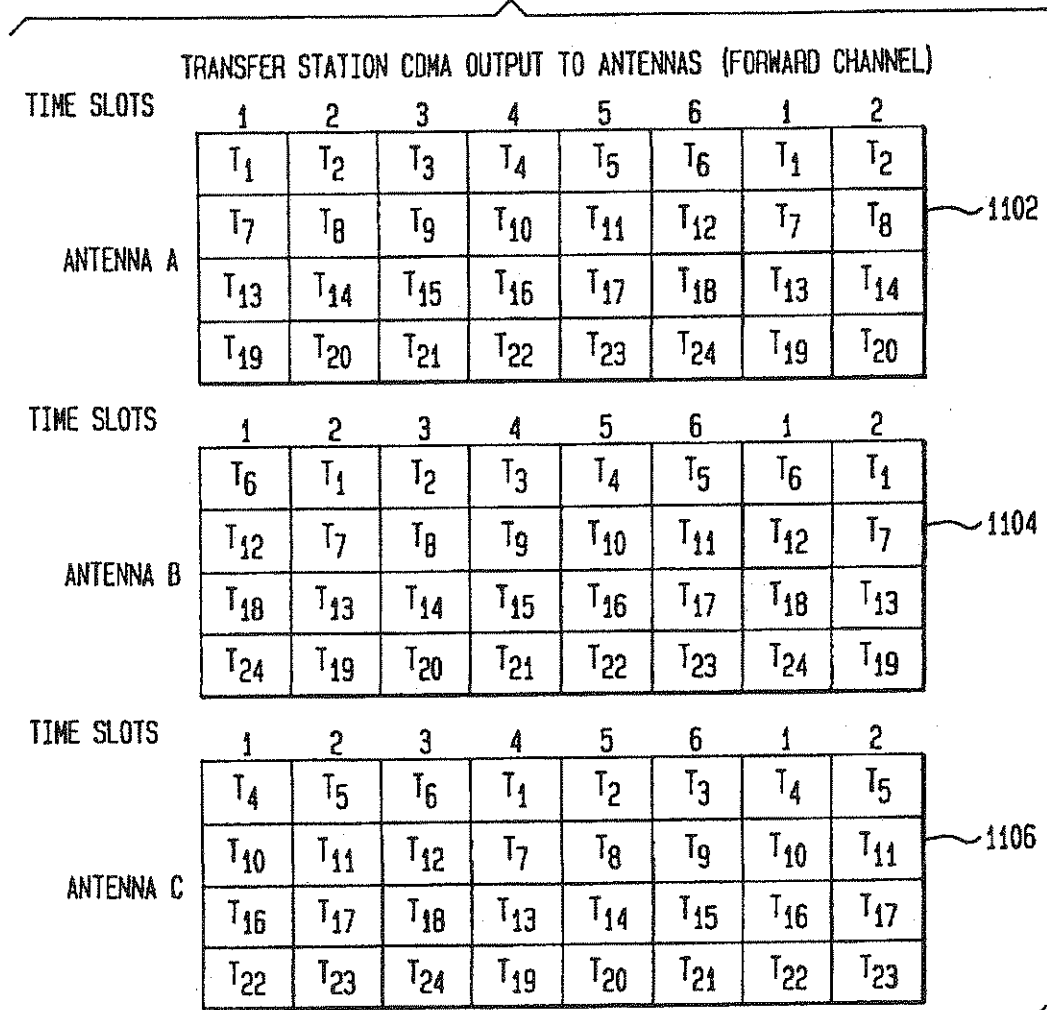 TRANSFER STATION CDMA OUTPUT TO ANTENNAS (FORWARD CHANNEL)
TIME SLOTS 1 2 3 4 5 6 1 2
T1 T2 T3 T4 T5 T6 T1 T2
T7 T8 T9 T10 T11 T12 T7 T8 1102
ANTENNA A
T13 T14 T15 T16 T17 T18 T13 T14
T19 T20 T21 T22 T23 T24 T19 T20
TIME SLOTS 1 2 3 4 5 6 1 2
T6 T1 T2 T3 T4 T5 T6 T1
T12 T7 T8 T9 T10 T11 T12 T7 1104
ANTENNA B
T18 T13 T14 T15 T16 T17 T18 T13
T24 T19 T20 T21 T22 T23 T24 T19
TIME SLOTS 1 2 3 4 5 6 1 2
T4 T5 T6 T1 T2 T3 T4 T5
T10 T11 T12 T7 T8 T9 T10 T11 1106
ANTENNA C
T16 T17 T18 T13 T14 T15 T16 T17
T22 T23 T24 T19 T20 T21 T22 T23